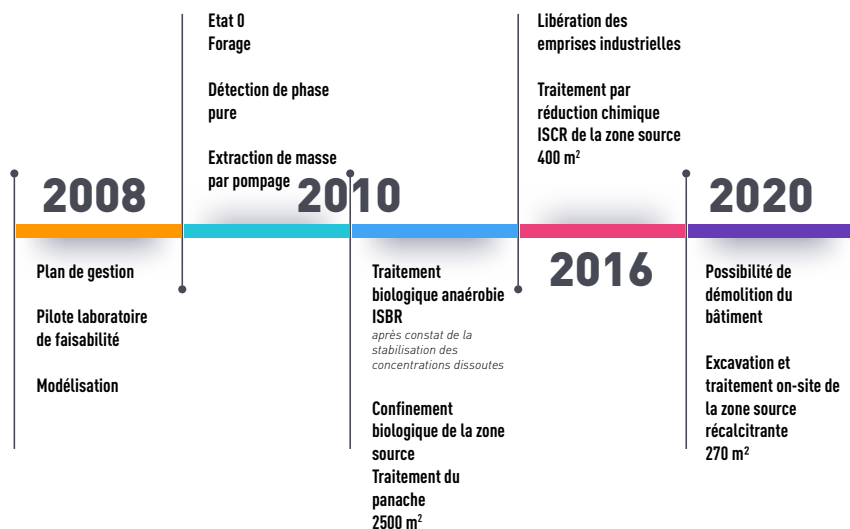 2008
Plan de gestion
Pilote laboratoire
de faisabilité
Modélisation
Etat 0
Forage
Détection de phase
pure
Extraction de masse
par pompage
2010
Traitement
biologique anaérobie
ISBR
après constat de la
stabilisation des
concentrations dissoutes
Confinement
biologique de la zone
source
Traitement du
panache
2500 m²
Libération des
emprises industrielles
Traitement par
réduction chimique
ISCR de la zone source
400 m²
2016
2020
Possibilité de
démolition du
bâtiment
Excavation et
traitement on-site de
la zone source
récalcitrante
270 m²